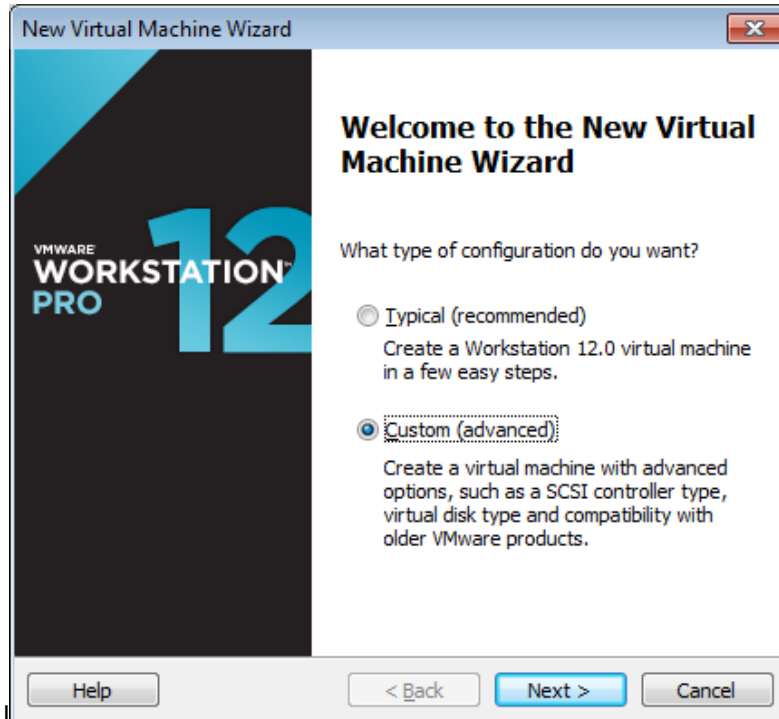 New Virtual Machine Wizard
Welcome to the New Virtual
Machine Wizard
VMWARE
WORKSTATION™
PRO
12
What type of configuration do you want?
Typical (recommended)
Create a Workstation 12.0 virtual machine
in a few easy steps.
Custom (advanced)
Create a virtual machine with advanced
options, such as a SCSI controller type,
virtual disk type and compatibility with
older VMware products.
Help
< Back
Next >
Cancel